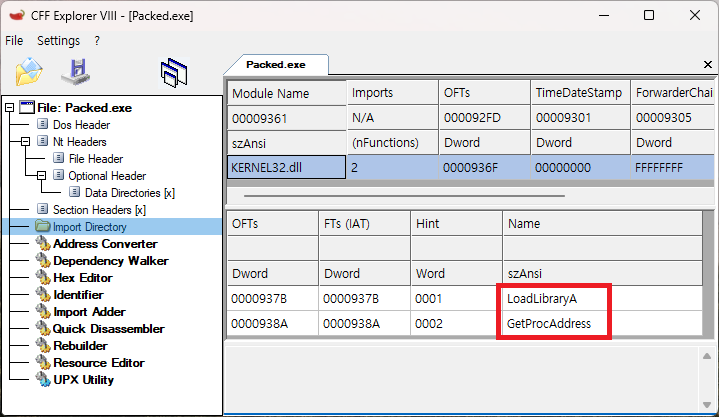 CFF Explorer VIII - [Packed.exe]
File Settings ?
Packed.exe
File: Packed.exe
Dos Header
Nt Headers
File Header
Optional Header
Data Directories [x]
Section Headers [x]
Import Directory
Address Converter
Dependency Walker
Hex Editor
Identifier
Import Adder
Quick Disassembler
Rebuilder
Resource Editor
UPX Utility
Module Name Imports OFTs TimeDateStamp ForwarderChai
00009361 N/A 000092FD 00009301 00009305
szAnsi (nFunctions) Dword Dword Dword
KERNEL32.dll 2 0000936F 00000000 FFFFFFFF
OFTs FTs (IAT) Hint Name
Dword Dword Word szAnsi
0000937B 0000937B 0001 LoadLibraryA
0000938A 0000938A 0002 GetProcAddress